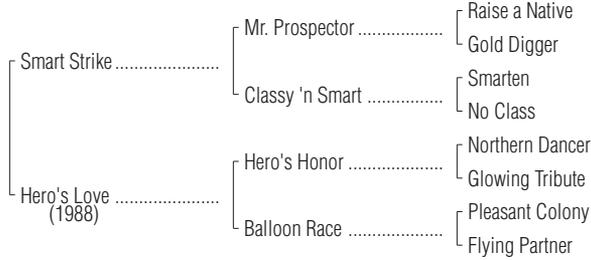 Raise a Native
Mr. Prospector ..................
Gold Digger
Smart Strike ......................
Smarten
Classy 'n Smart ................
No Class
Northern Dancer
Hero's Honor ....................
Glowing Tribute
Hero's Love ......................
(1988)
Pleasant Colony
Balloon Race ....................
Flying Partner